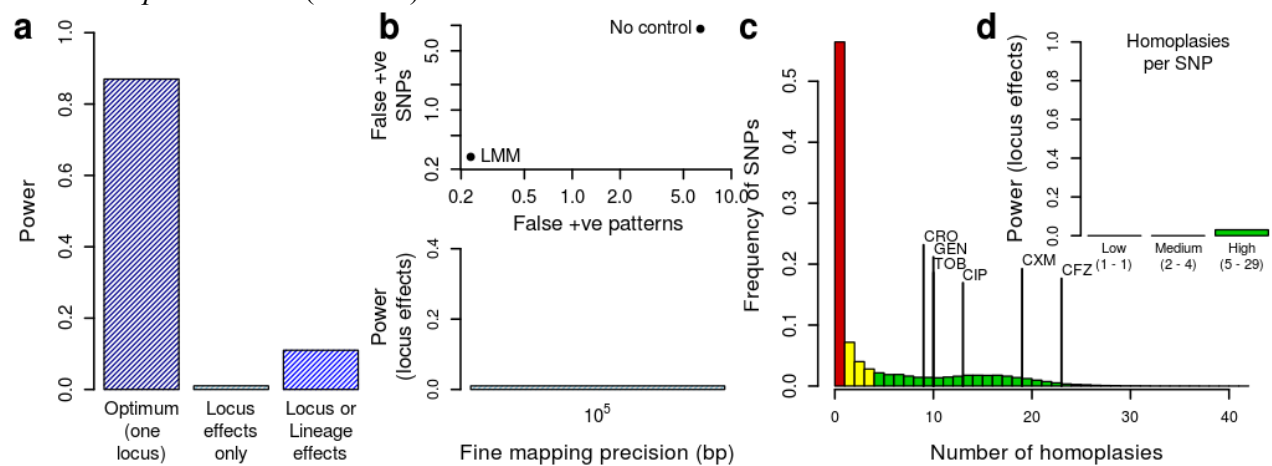 a
Power
0.0
0.2
0.4
0.6
0.8
1.0
Optimum
(one
locus)
Locus
effects
only
Locus or
Lineage
effects
b
False +ve
SNPs
0.2
1.0
5.0
No control
LMM
0.2
0.5
1.0
2.0
5.0
10.0
False +ve patterns
Power
(locus effects)
0.0
0.2
0.4
10⁵
Fine mapping precision (bp)
c
Frequency of SNPs
0.0
0.1
0.2
0.3
0.4
0.5
CRO
GEN
TOB
CIP
CXM
CFZ
0
10
20
30
40
Number of homoplasies
d
Power (locus effects)
0.0
0.2
0.4
0.6
0.8
1.0
Homoplasies
per SNP
Low
(1 - 1)
Medium
(2 - 4)
High
(5 - 29)